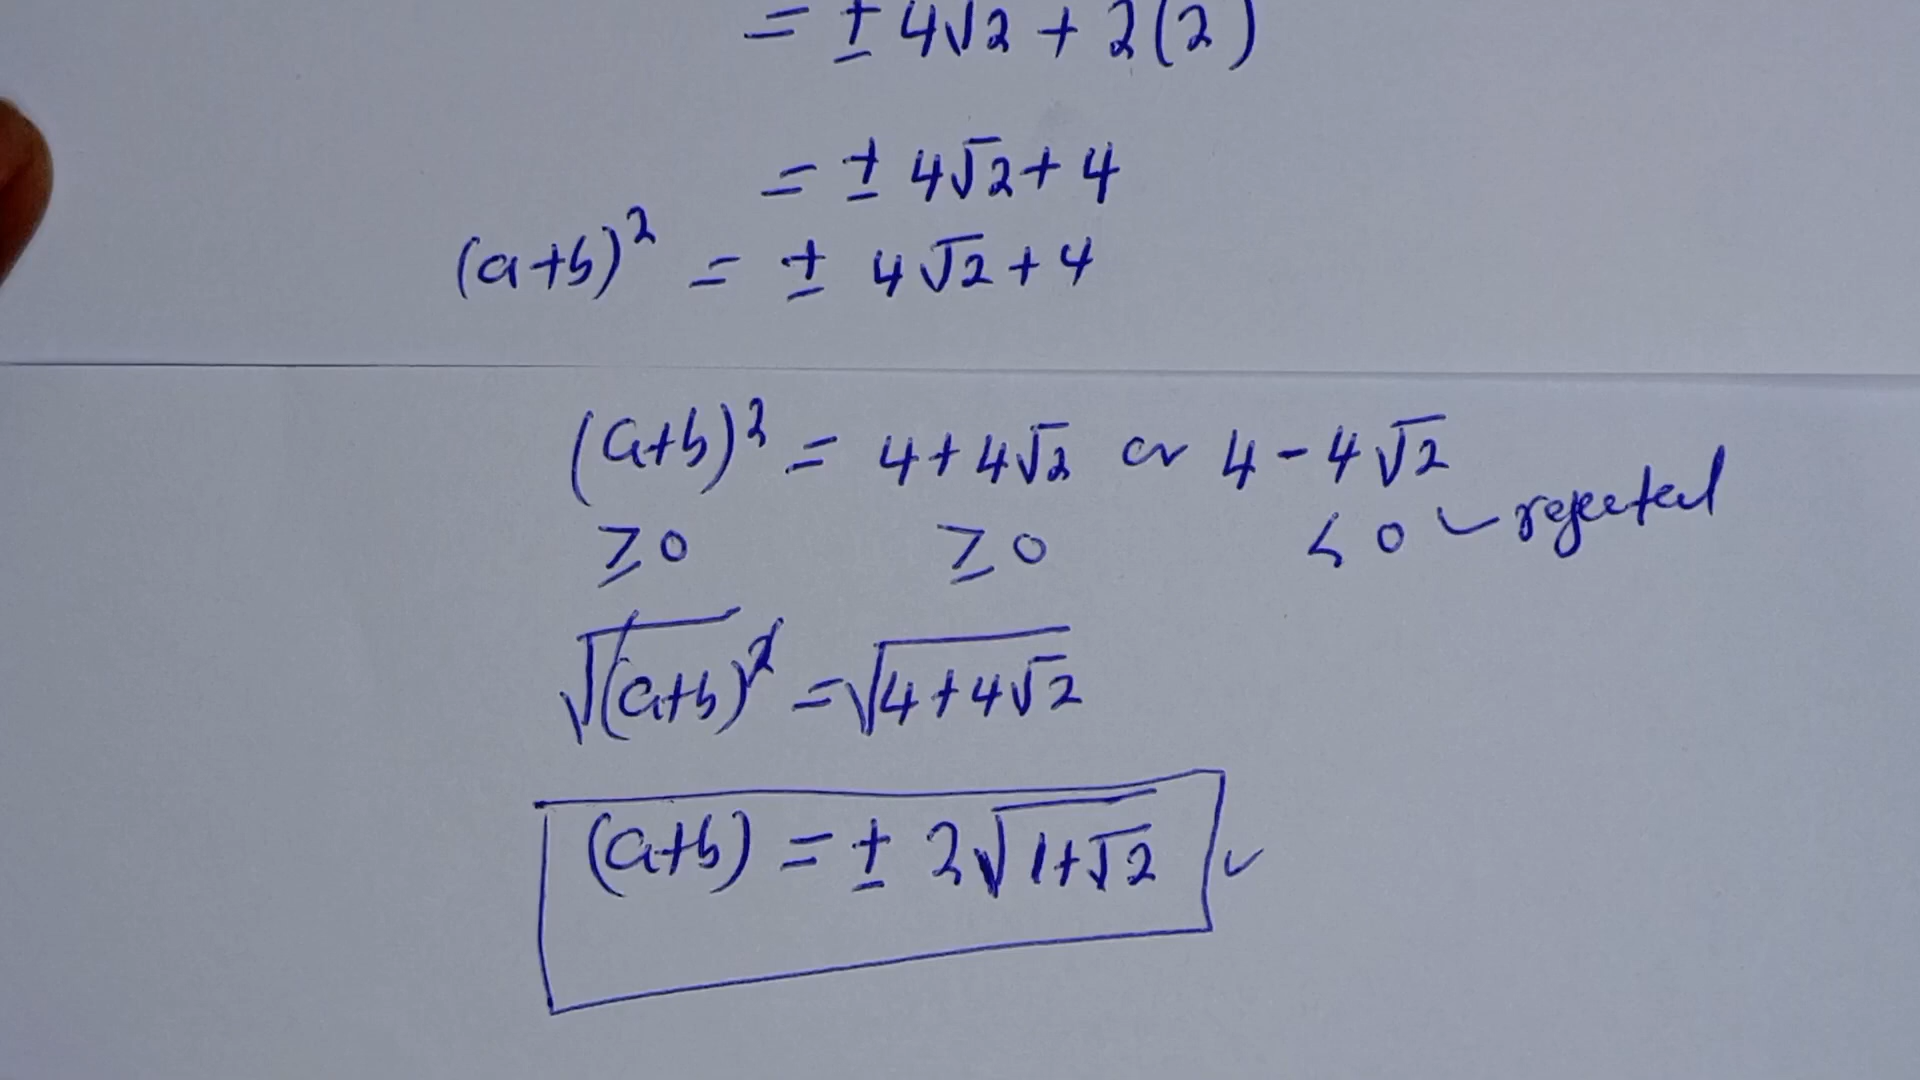 = ± 4√2 + 2(2)
= ± 4√2 + 4
(a+b)² = ± 4√2 + 4
(a+b)² = 4 + 4√2 or 4 - 4√2
≥0 ≥0 <0 rejected
√(a+b)² = √4+4√2
(a+b) = ± 2√1+√2